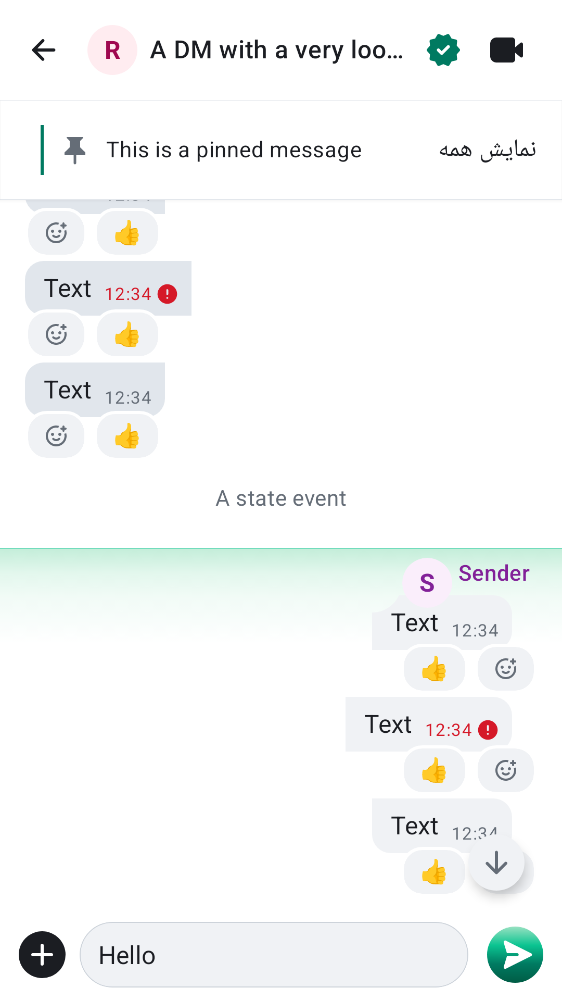 R
A DM with a very loo...
This is a pinned message
نمایش همه
Text 12:34
Text 12:34
A state event
S
Sender
Text 12:34
Text 12:34
Text 12:34
Hello